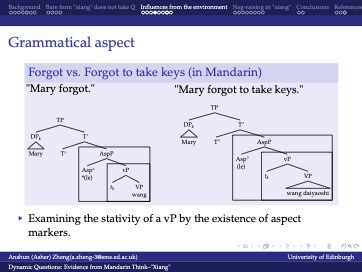 Background Bare form "xiang" does not take Q Influences from the environment Neg-raising in "xiang" Conclusions References
Grammatical aspect
Forgot vs. Forgot to take keys (in Mandarin)
"Mary forgot." "Mary forgot to take keys."
TP TP
DPₖ T' DPₖ T'
Mary T° AspP Mary T° AspP
Asp° vP Asp° vP
*(le) tₖ VP (le) tₖ VP
wang wang daiyaoshi
▸ Examining the stativity of a vP by the existence of aspect
markers.
Anshun (Asher) Zheng(a.zheng-3@sms.ed.ac.uk) University of Edinburgh
Dynamic Questions: Evidence from Mandarin Think-"Xiang"